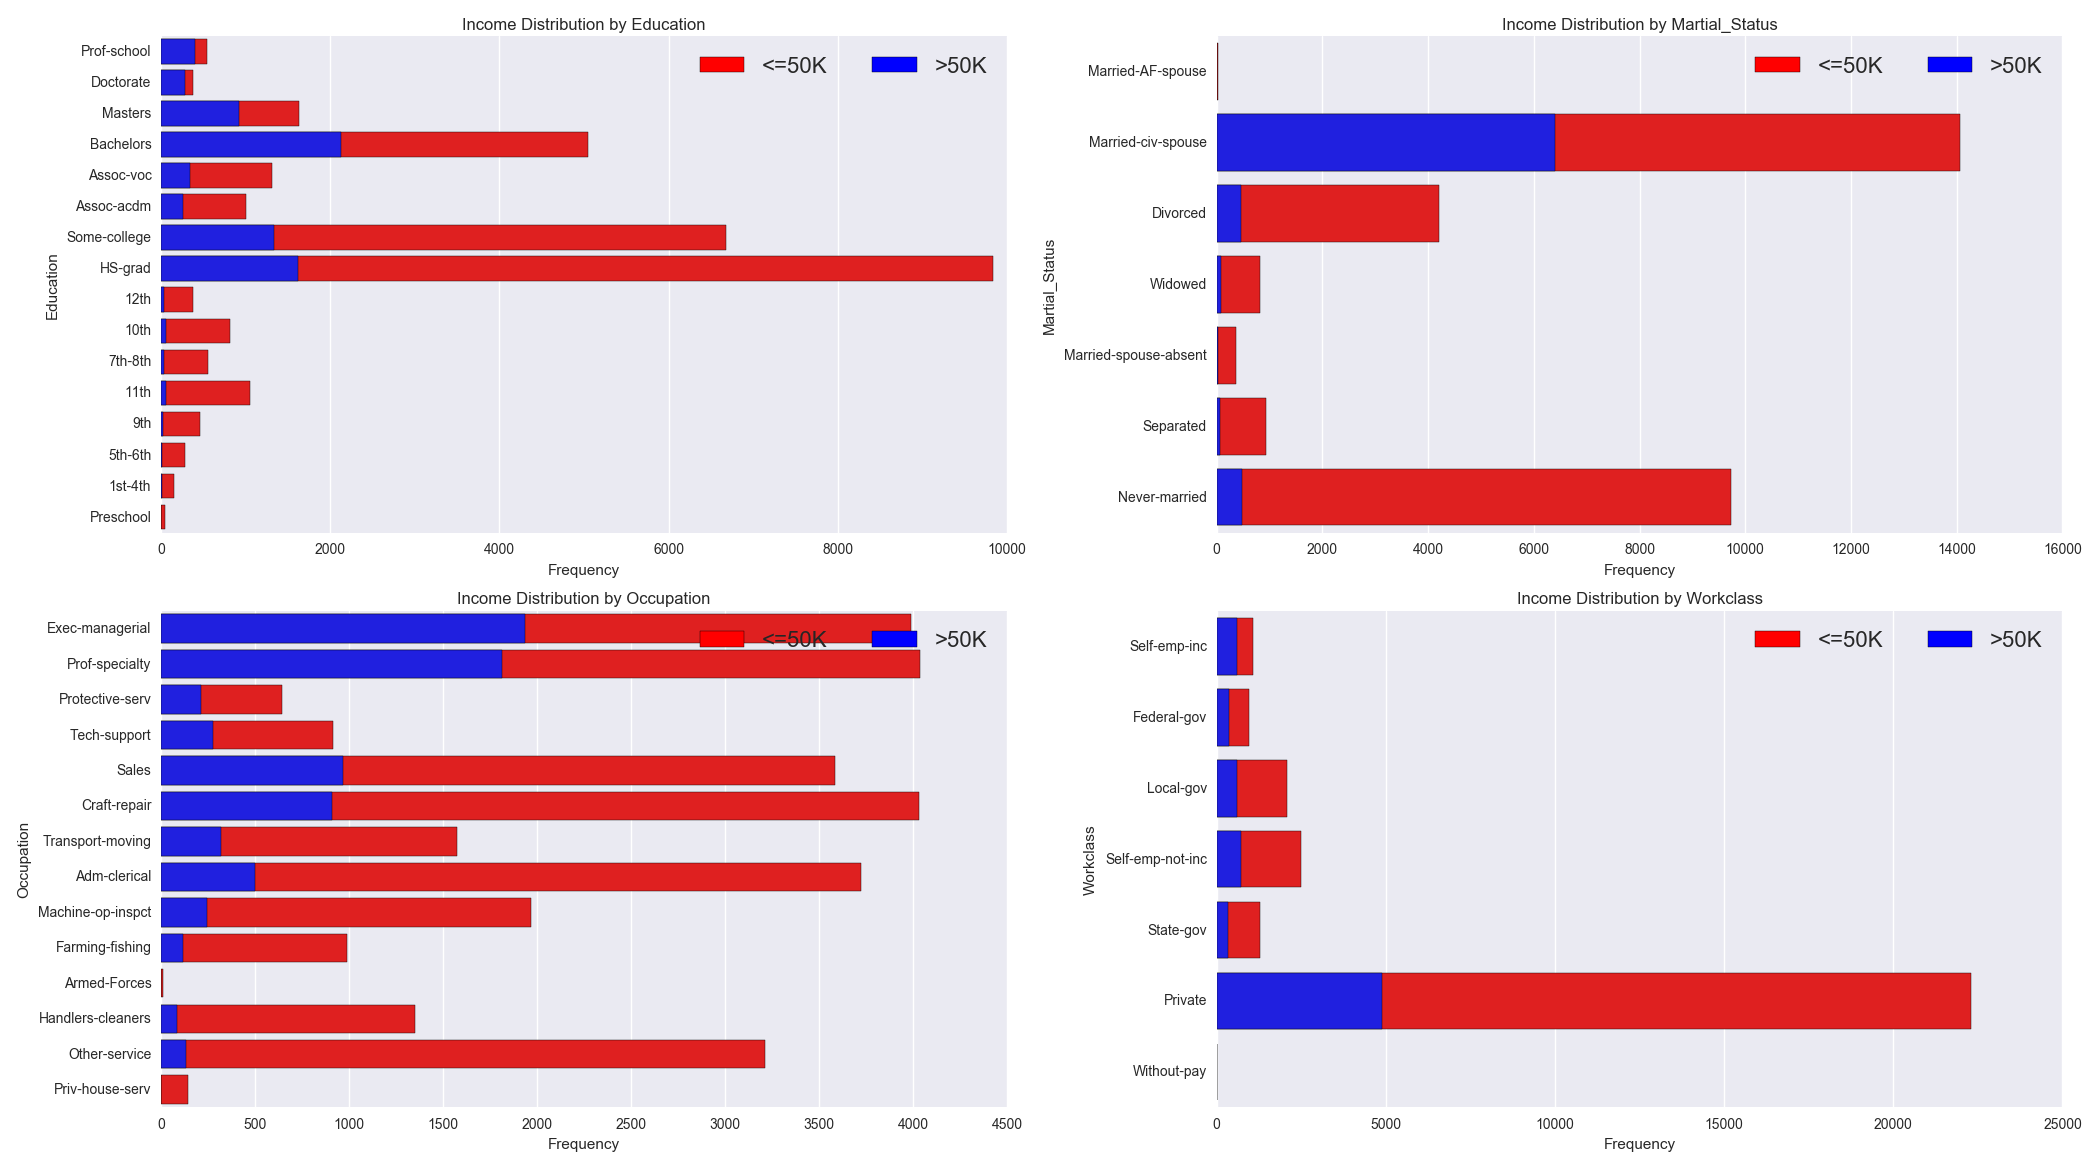 Income Distribution by Education
<=50K >50K
Education
Prof-school
Doctorate
Masters
Bachelors
Assoc-voc
Assoc-acdm
Some-college
HS-grad
12th
10th
7th-8th
11th
9th
5th-6th
1st-4th
Preschool
0 2000 4000 6000 8000 10000
Frequency
Income Distribution by Martial_Status
<=50K >50K
Martial_Status
Married-AF-spouse
Married-civ-spouse
Divorced
Widowed
Married-spouse-absent
Separated
Never-married
0 2000 4000 6000 8000 10000 12000 14000 16000
Frequency
Income Distribution by Occupation
<=50K >50K
Occupation
Exec-managerial
Prof-specialty
Protective-serv
Tech-support
Sales
Craft-repair
Transport-moving
Adm-clerical
Machine-op-inspct
Farming-fishing
Armed-Forces
Handlers-cleaners
Other-service
Priv-house-serv
0 500 1000 1500 2000 2500 3000 3500 4000 4500
Frequency
Income Distribution by Workclass
<=50K >50K
Workclass
Self-emp-inc
Federal-gov
Local-gov
Self-emp-not-inc
State-gov
Private
Without-pay
0 5000 10000 15000 20000 25000
Frequency